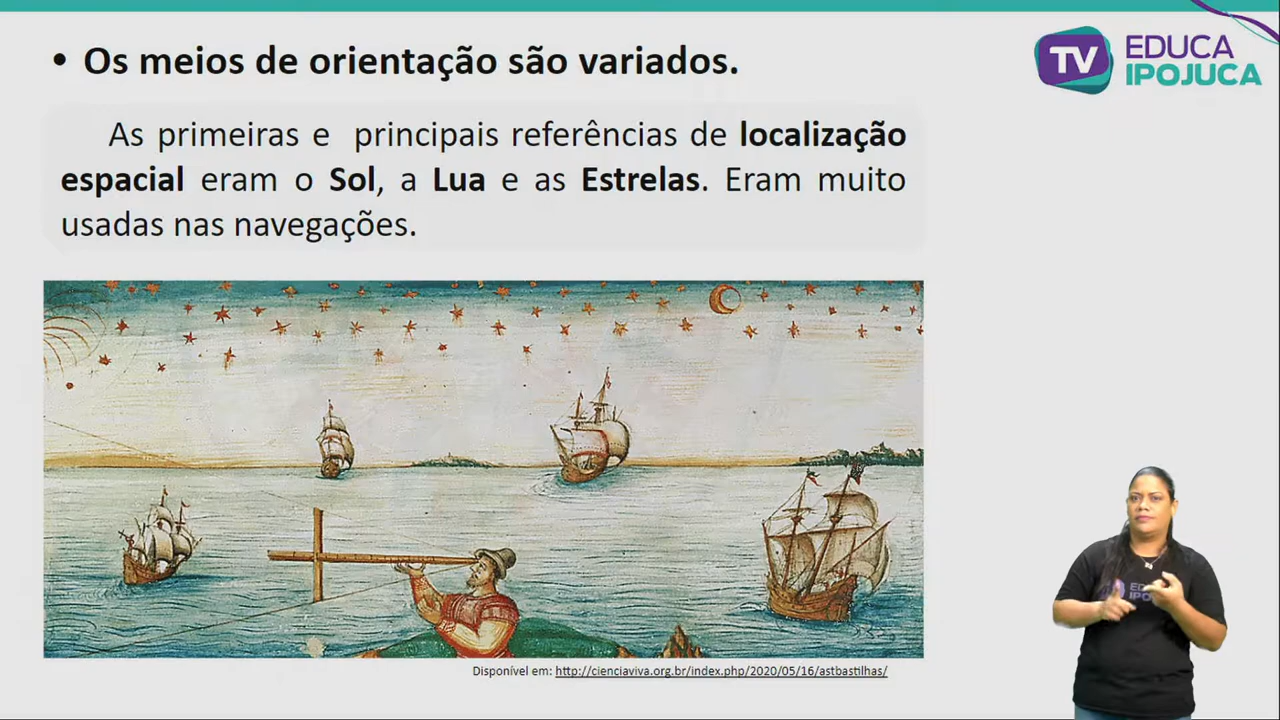 • Os meios de orientação são variados.
TV EDUCA
IPOJUCA
As primeiras e principais referências de localização
espacial eram o Sol, a Lua e as Estrelas. Eram muito
usadas nas navegações.
Disponível em: http://cienciaviva.org.br/index.php/2020/05/16/astbastilhas/